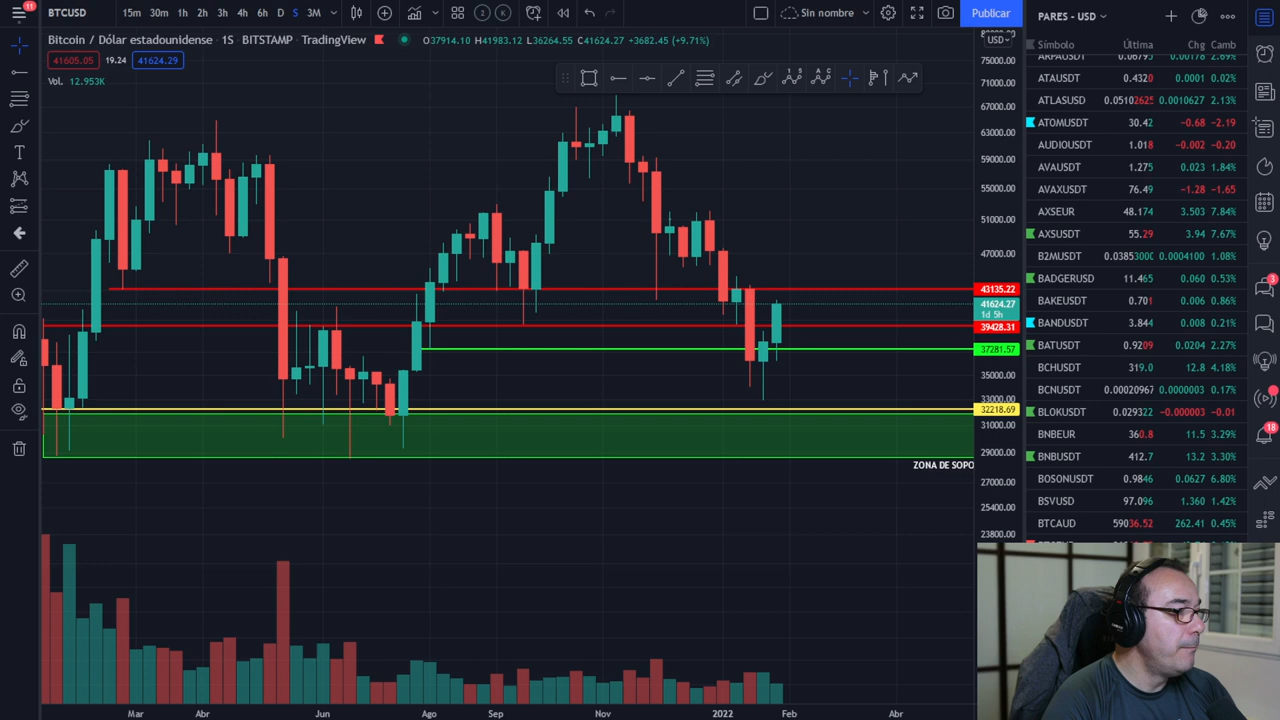 11
BTCUSD 15m 30m 1h 2h 3h 4h 6h D S 3M 2 K Sin nombre Publicar
Bitcoin / Dólar estadounidense · 1S · BITSTAMP · TradingView O37914.10 H41983.12 L36264.55 C41624.27 +3682.45 (+9.71%)
41605.05 19.24 41624.29
Vol. 12.953K
USD
75000.00
71000.00
67000.00
63000.00
59000.00
55000.00
51000.00
47000.00
43135.22
41624.27
1d 5h
39428.31
37281.57
35000.00
33000.00
32218.69
31000.00
29000.00
ZONA DE SOPO
27000.00
25400.00
23800.00
Mar Abr Jun Ago Sep Nov 2022 Feb Abr
PARES - USD
Símbolo Última Chg Camb
ARPAUSDT 0.06795 0.00178 2.69%
ATAUSDT 0.4320 0.0001 0.02%
ATLASUSD 0.05102625 0.0010627 2.13%
ATOMUSDT 30.42 −0.68 −2.19
AUDIOUSDT 1.018 −0.002 −0.20
AVAUSDT 1.275 0.023 1.84%
AVAXUSDT 76.49 −1.28 −1.65
AXSEUR 48.174 3.503 7.84%
AXSUSDT 55.29 3.94 7.67%
B2MUSDT 0.0385300 0.0004100 1.08%
BADGERUSD 11.465 0.060 0.53%
BAKEUSDT 0.701 0.006 0.86%
BANDUSDT 3.844 0.008 0.21%
BATUSDT 0.9209 0.0204 2.27%
BCHUSDT 319.0 12.8 4.18%
BCNUSDT 0.00020967 0.0000003 0.17%
BLOKUSDT 0.029322 −0.000003 −0.01
BNBEUR 360.8 11.5 3.29%
BNBUSDT 412.7 13.2 3.30%
BOSONUSDT 0.9846 0.0627 6.80%
BSVUSD 97.096 1.360 1.42%
BTCAUD 59036.52 262.41 0.45%
3
18